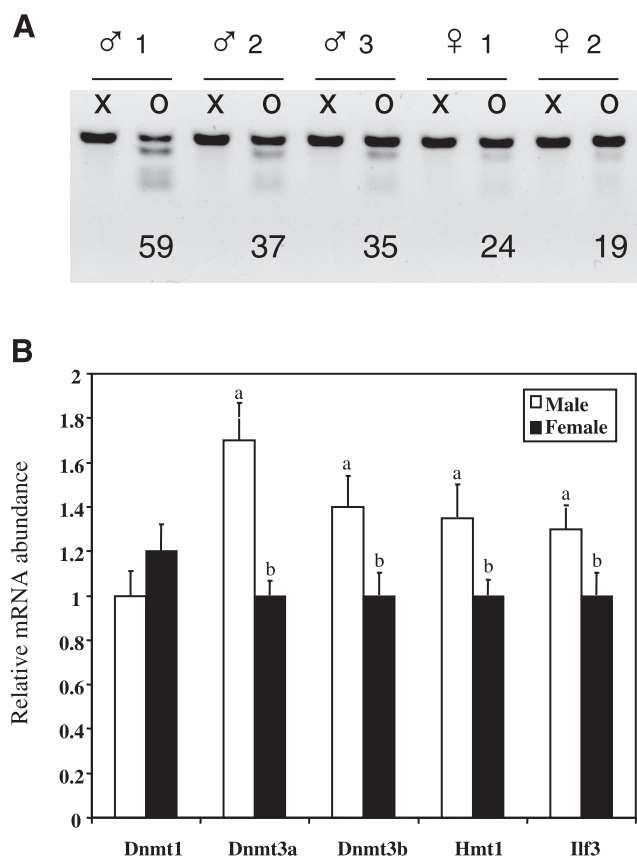 A
♂ 1 ♂ 2 ♂ 3 ♀ 1 ♀ 2
X O X O X O X O X O
59 37 35 24 19
B
2
1.8
1.6
1.4
1.2
1
0.8
0.6
0.4
0.2
0
Relative mRNA abundance
Male
Female
a
b
a
b
a
b
a
b
Dnmt1 Dnmt3a Dnmt3b Hmt1 Ilf3